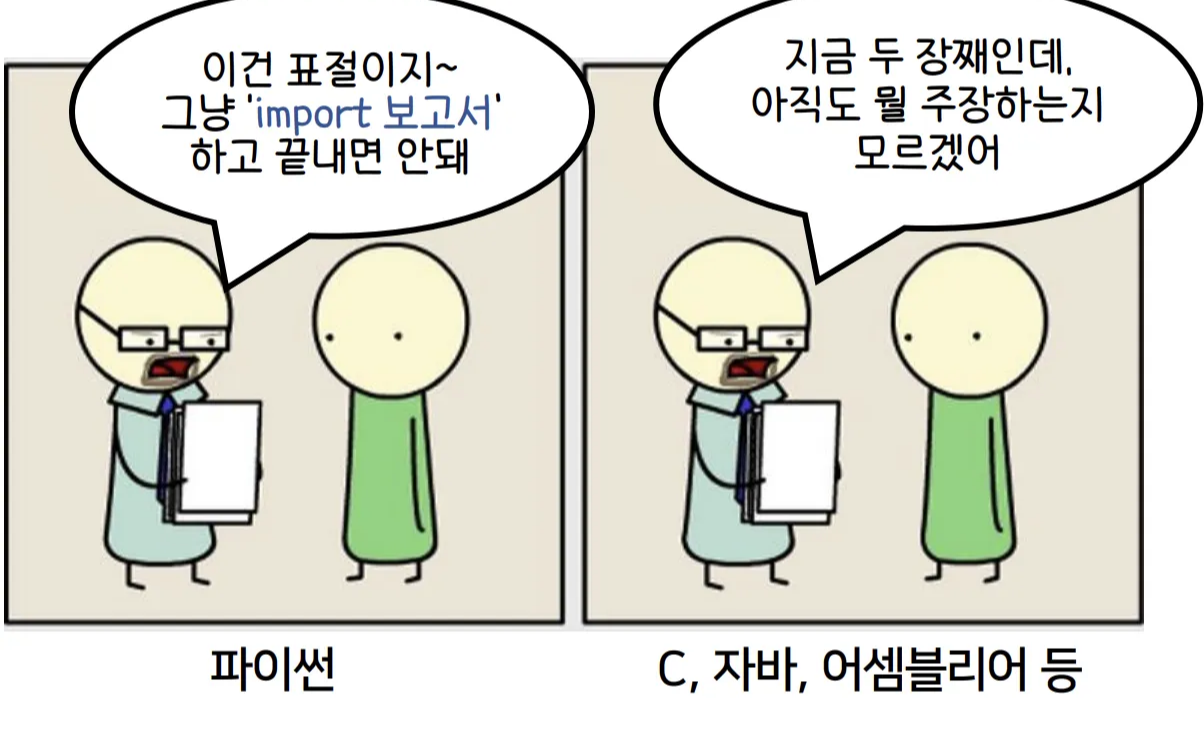 이건 표절이지~
그냥 'import 보고서'
하고 끝내면 안돼
지금 두 장째인데,
아직도 뭘 주장하는지
모르겠어
파이썬
C, 자바, 어셈블리어 등